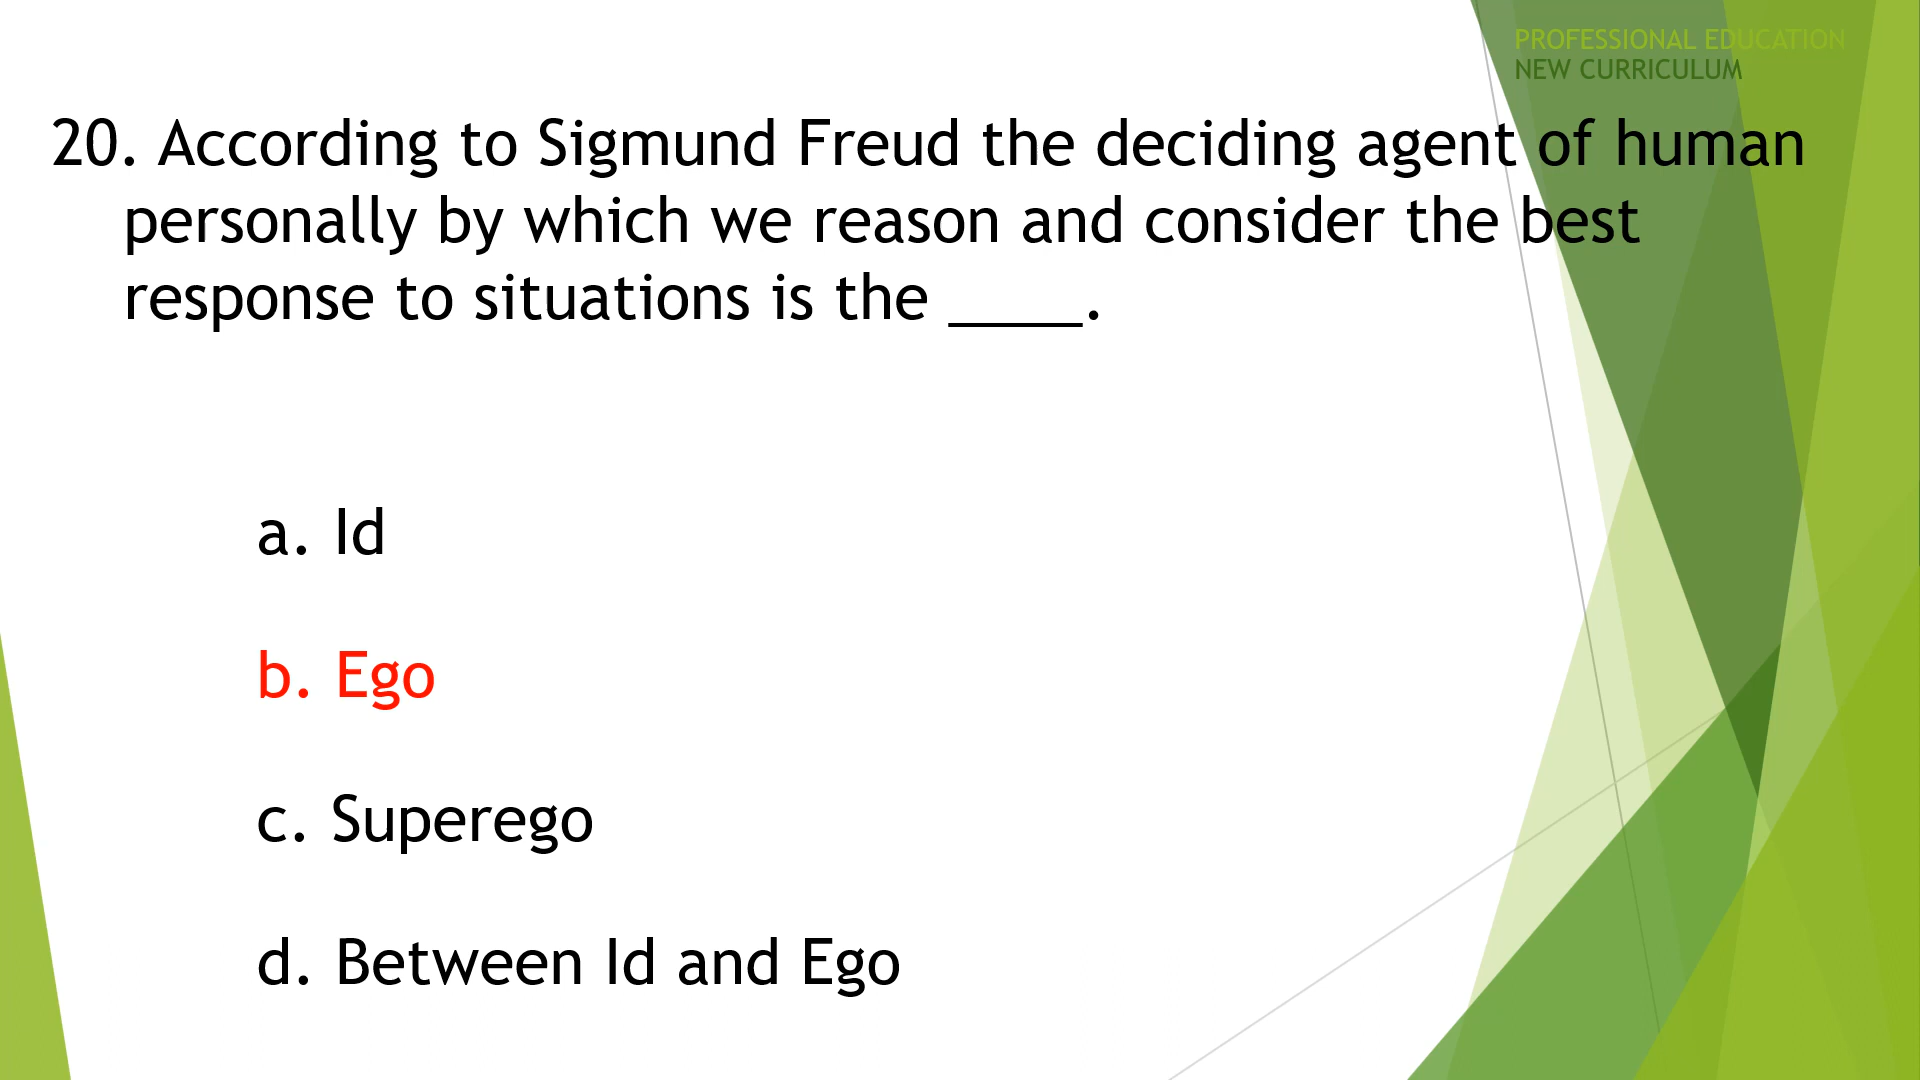 PROFESSIONAL EDUCATION
NEW CURRICULUM
20. According to Sigmund Freud the deciding agent of human
personally by which we reason and consider the best
response to situations is the ____.
a. Id
b. Ego
c. Superego
d. Between Id and Ego